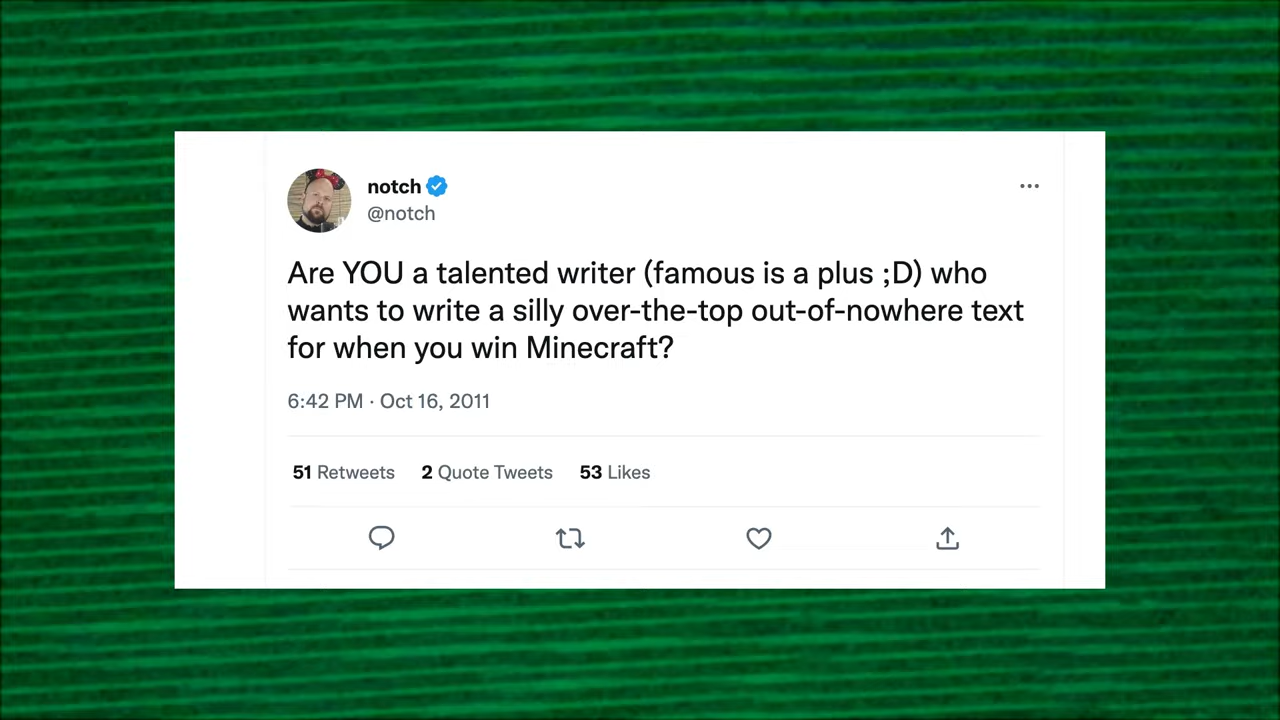 notch
@notch
Are YOU a talented writer (famous is a plus ;D) who
wants to write a silly over-the-top out-of-nowhere text
for when you win Minecraft?
6:42 PM · Oct 16, 2011
51 Retweets 2 Quote Tweets 53 Likes